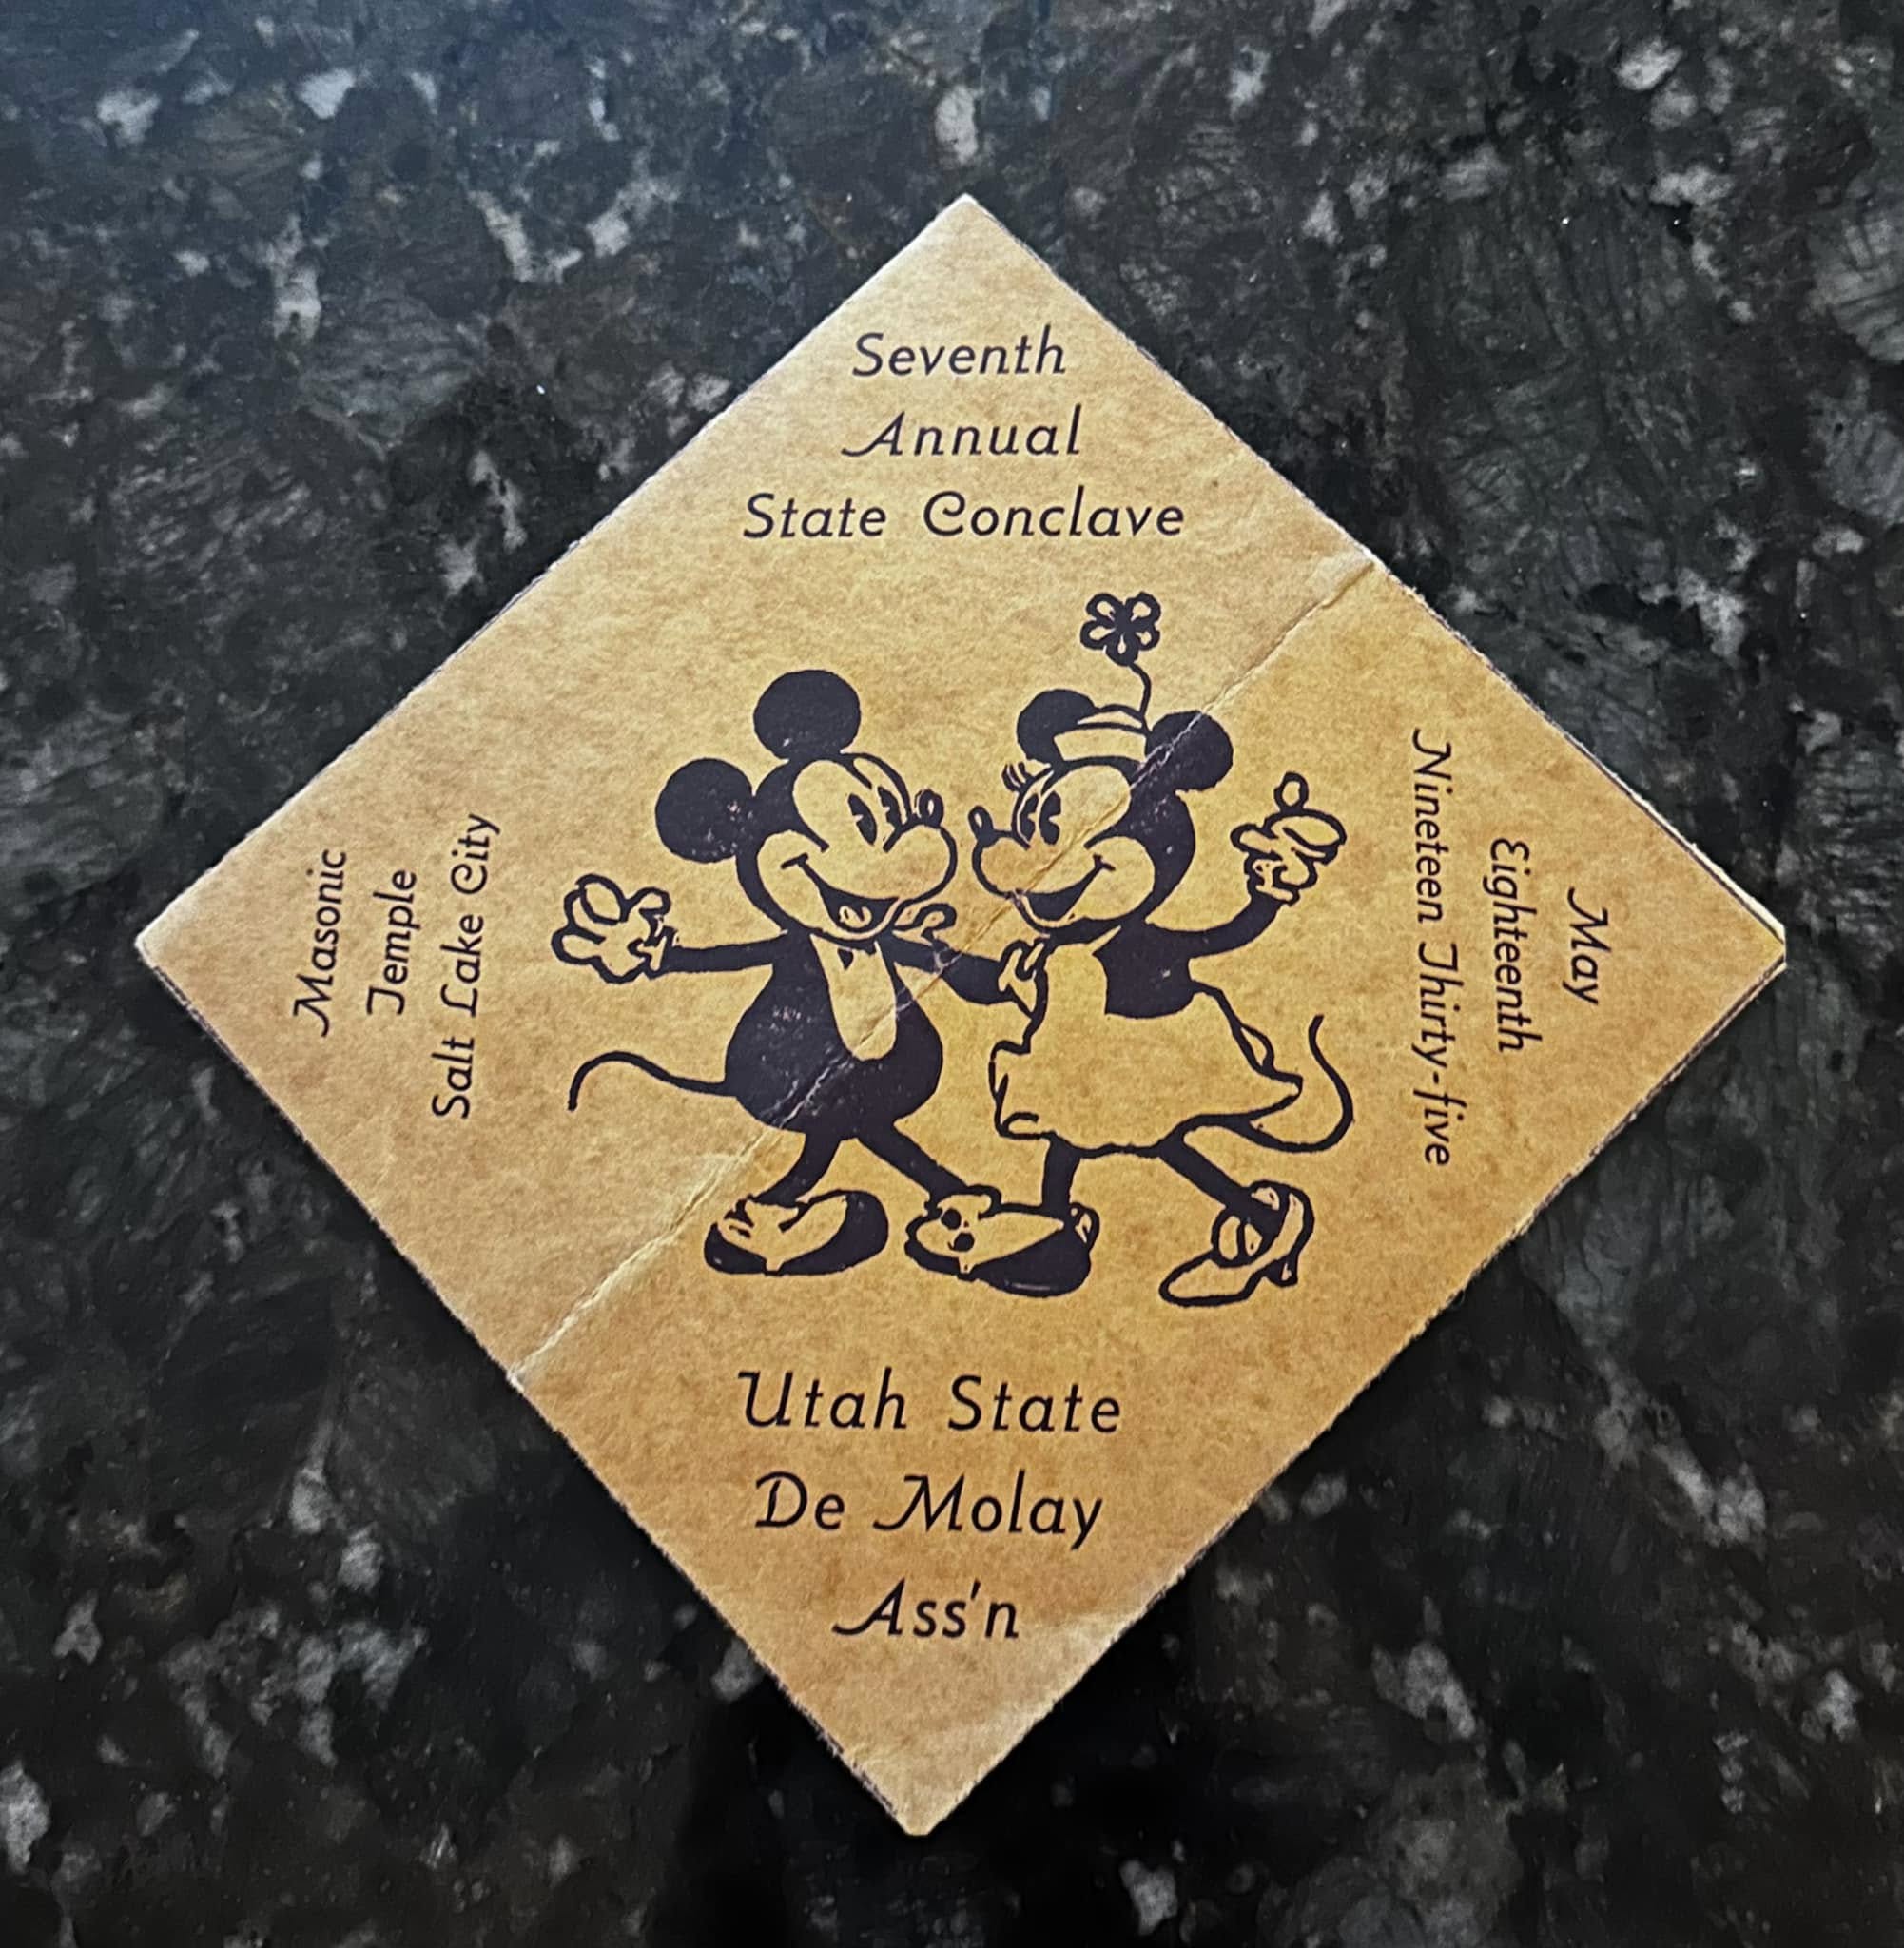 Seventh
Annual
State Conclave
Masonic
Temple
Salt Lake City
May
Eighteenth
Nineteen Thirty-five
Utah State
De Molay
Ass'n